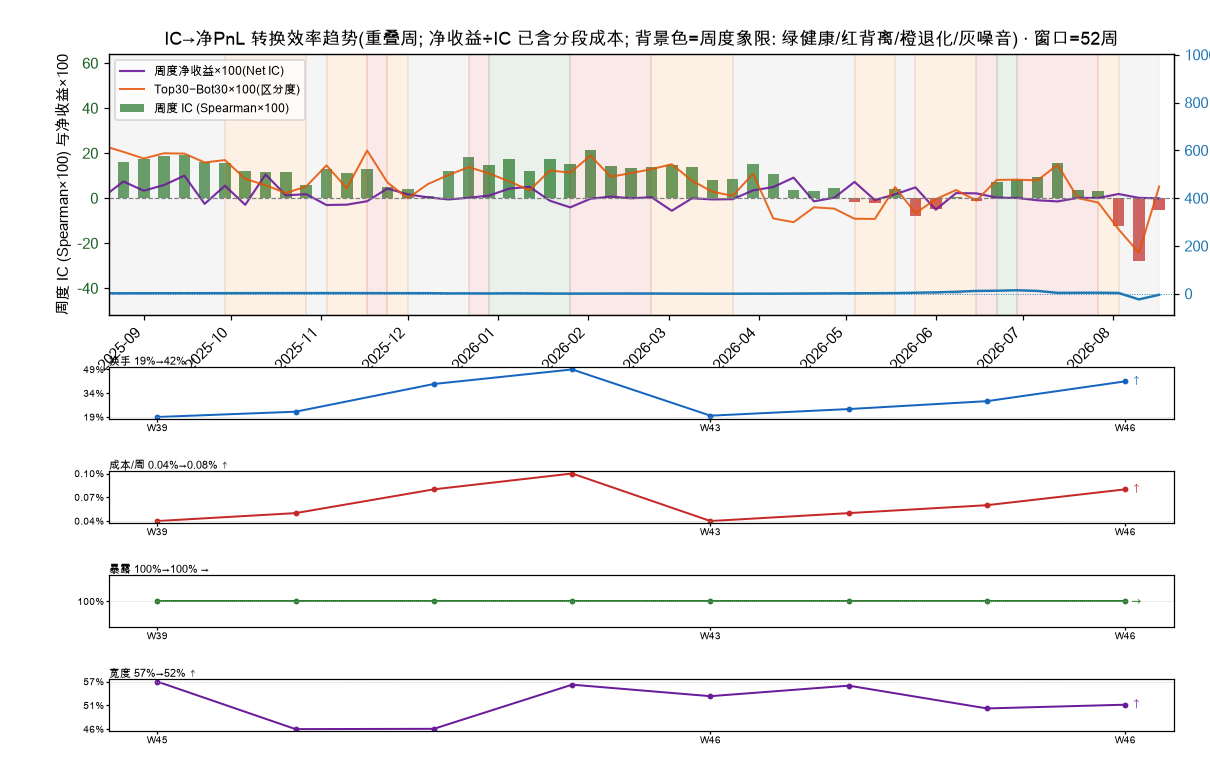 IC→净PnL 转换效率趋势(重叠周; 净收益÷IC 已含分段成本; 背景色=周度象限: 绿健康/红背离/橙退化/灰噪音) · 窗口=52周
周度 IC (Spearman×100) 与净收益×100
60
40
20
0
-20
-40
周度净收益×100(Net IC)
Top30−Bot30×100(区分度)
周度 IC (Spearman×100)
1000
800
600
400
200
0
2025-09
2025-10
2025-11
2025-12
2026-01
2026-02
2026-03
2026-04
2026-05
2026-06
2026-07
2026-08
换手 19%→42%
49%
34%
19%
↑
W39
W43
W46
成本/周 0.04%→0.08% ↑
0.10%
0.07%
0.04%
↑
W39
W43
W46
暴露 100%→100% →
100%
→
W39
W43
W46
宽度 57%→52% ↑
57%
51%
46%
↑
W45
W46
W46